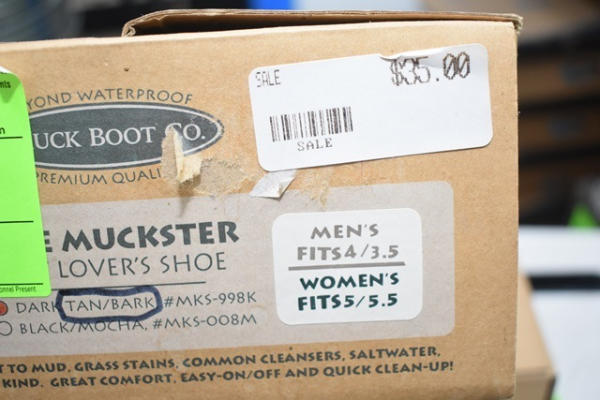 SALE
$35.00
SALE
YOND WATERPROOF
UCK BOOT CO.
PREMIUM QUALI
E MUCKSTER
LOVER'S SHOE
DARK TAN/BARK #MKS-998K
BLACK/MOCHA, #MKS-008M
MEN'S
FITS 4/3.5
WOMEN'S
FITS 5/5.5
T TO MUD, GRASS STAINS, COMMON CLEANSERS, SALTWATER,
KIND. GREAT COMFORT, EASY-ON/OFF AND QUICK CLEAN-UP!
onnel Present